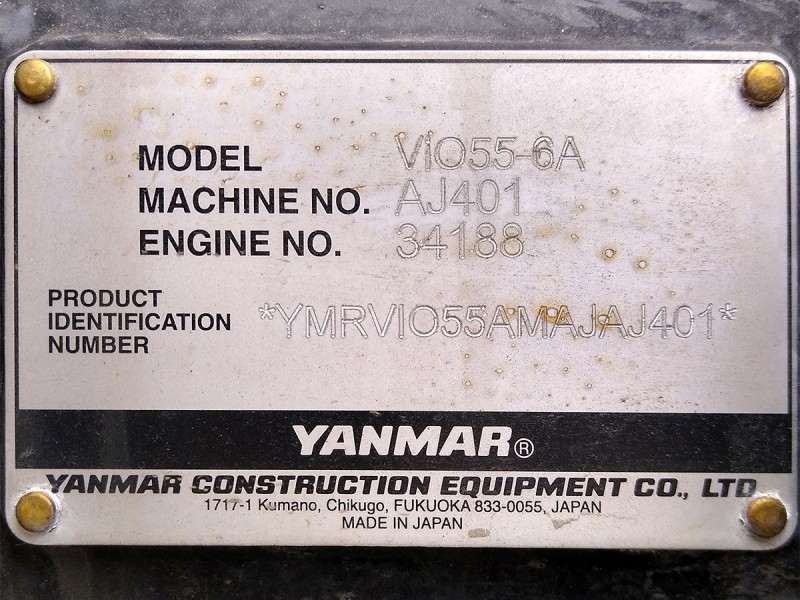 MODEL VIO55-6A
MACHINE NO. AJ401
ENGINE NO. 34188
PRODUCT
IDENTIFICATION
NUMBER
*YMRVIO55AMAJAJ401*
YANMAR®
YANMAR CONSTRUCTION EQUIPMENT CO., LTD.
1717-1 Kumano, Chikugo, FUKUOKA 833-0055, JAPAN
MADE IN JAPAN